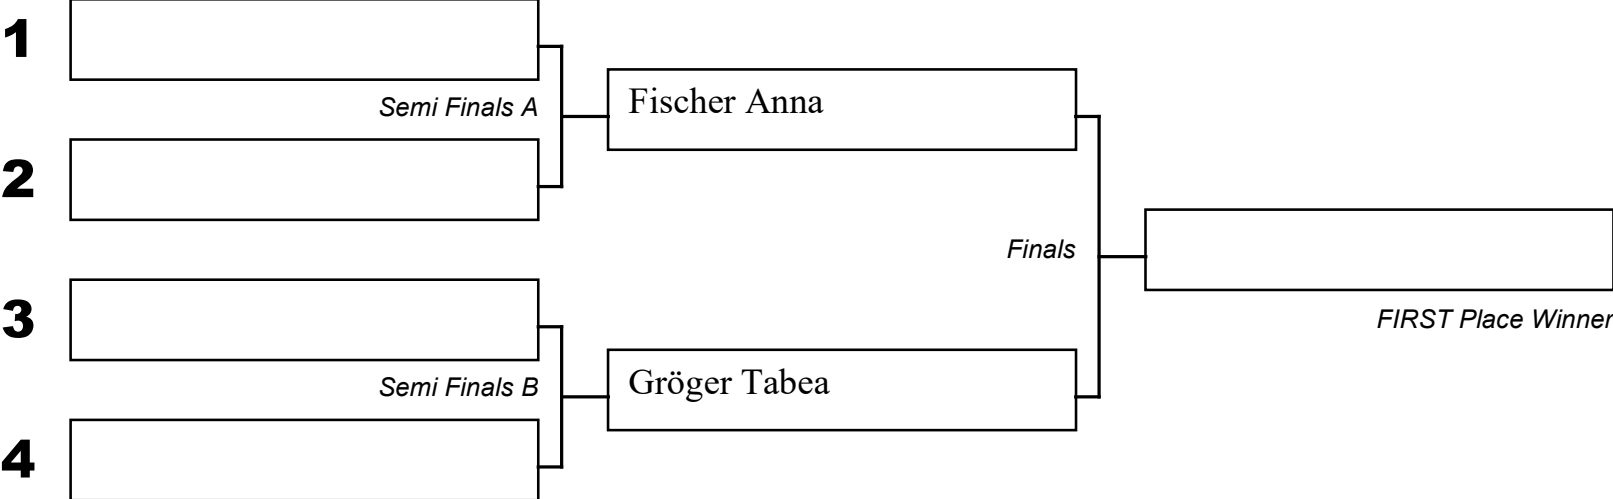 1
Semi Finals A
Fischer Anna
2
Finals
FIRST Place Winner
3
Semi Finals B
Gröger Tabea
4